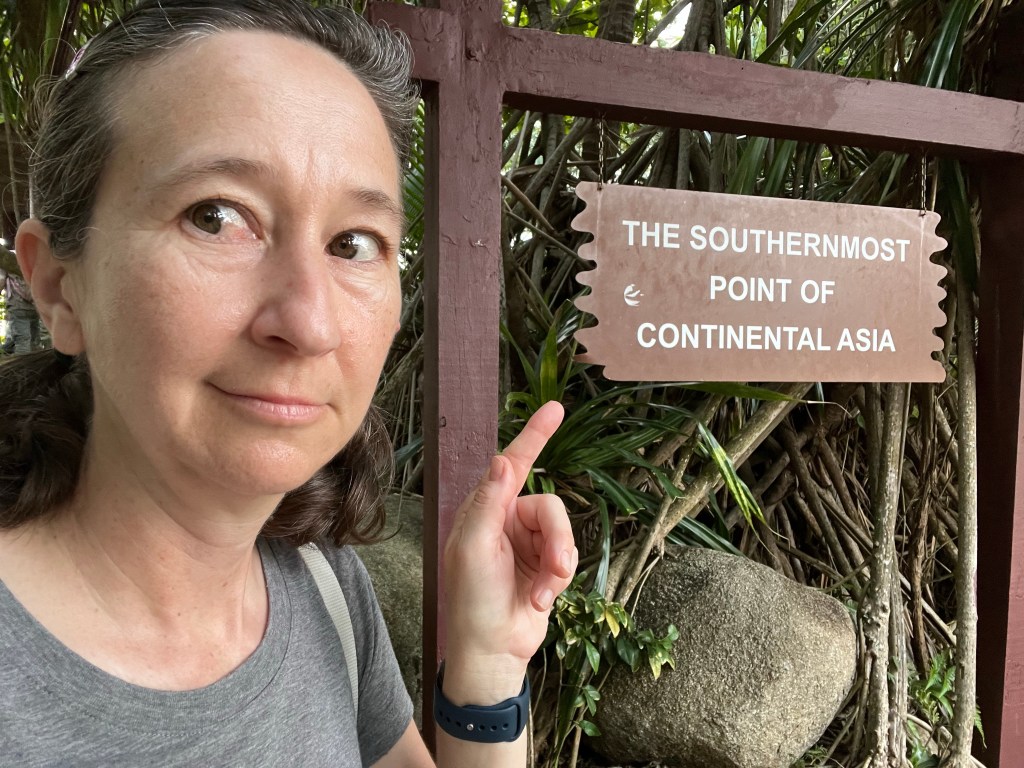 THE SOUTHERNMOST
POINT OF
CONTINENTAL ASIA